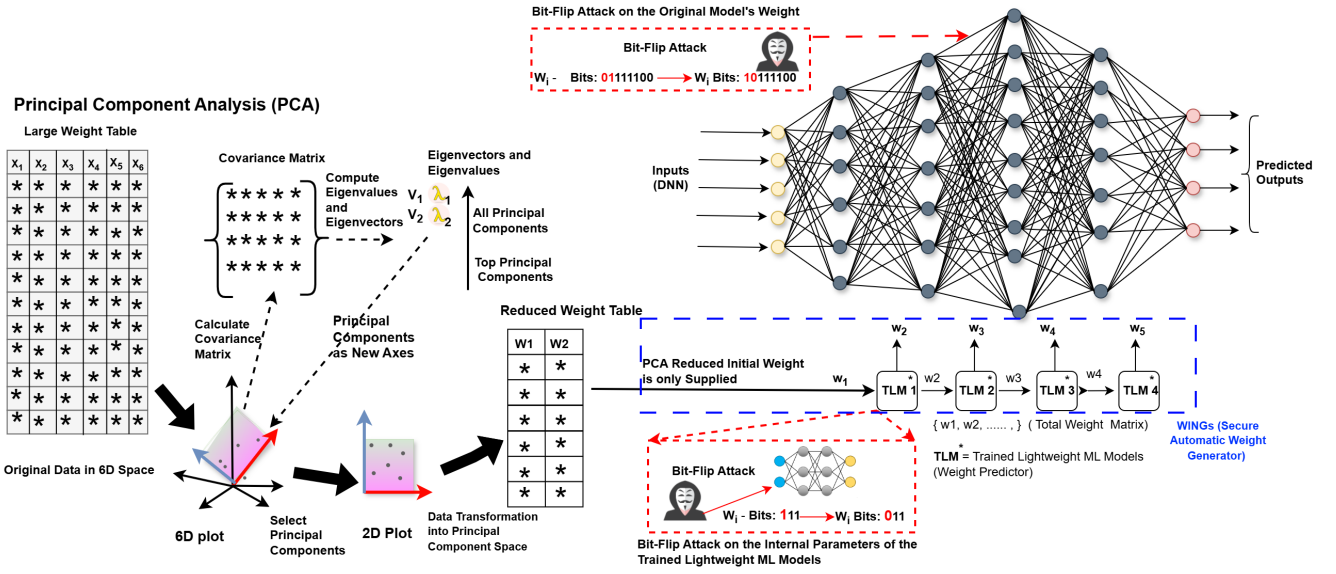 Bit-Flip Attack on the Original Model's Weight
Bit-Flip Attack
Wi - Bits: 01111100
Wi Bits: 10111100
Inputs
(DNN)
Predicted
Outputs
Principal Component Analysis (PCA)
Large Weight Table
X1 X2 X3 X4 X5 X6
* * * * * *
* * * * * *
* * * * * *
* * * * * *
* * * * * *
* * * * * *
* * * * * *
* * * * * *
* * * * * *
* * * * * *
* * * * * *
Covariance Matrix
* * * * *
* * * * *
* * * * *
* * * * *
Compute
Eigenvalues
and
Eigenvectors
Eigenvectors and
Eigenvalues
V1 λ1
V2 λ2
All Principal
Components
Top Principal
Components
Calculate
Covariance
Matrix
Principal
Components
as New Axes
Original Data in 6D Space
6D plot
Select
Principal
Components
2D Plot
Data Transformation
into Principal
Component Space
Reduced Weight Table
W1 W2
* *
* *
* *
* *
* *
* *
PCA Reduced Initial Weight
is only Supplied
w1
w2
w3
w4
w5
TLM 1*
w2
TLM 2*
w3
TLM 3*
w4
TLM 4*
{ w1, w2, ...... , } ( Total Weight Matrix)
* TLM = Trained Lightweight ML Models
(Weight Predictor)
WINGs (Secure
Automatic Weight
Generator)
Bit-Flip Attack
Wi - Bits: 111
Wi Bits: 011
Bit-Flip Attack on the Internal Parameters of the
Trained Lightweight ML Models